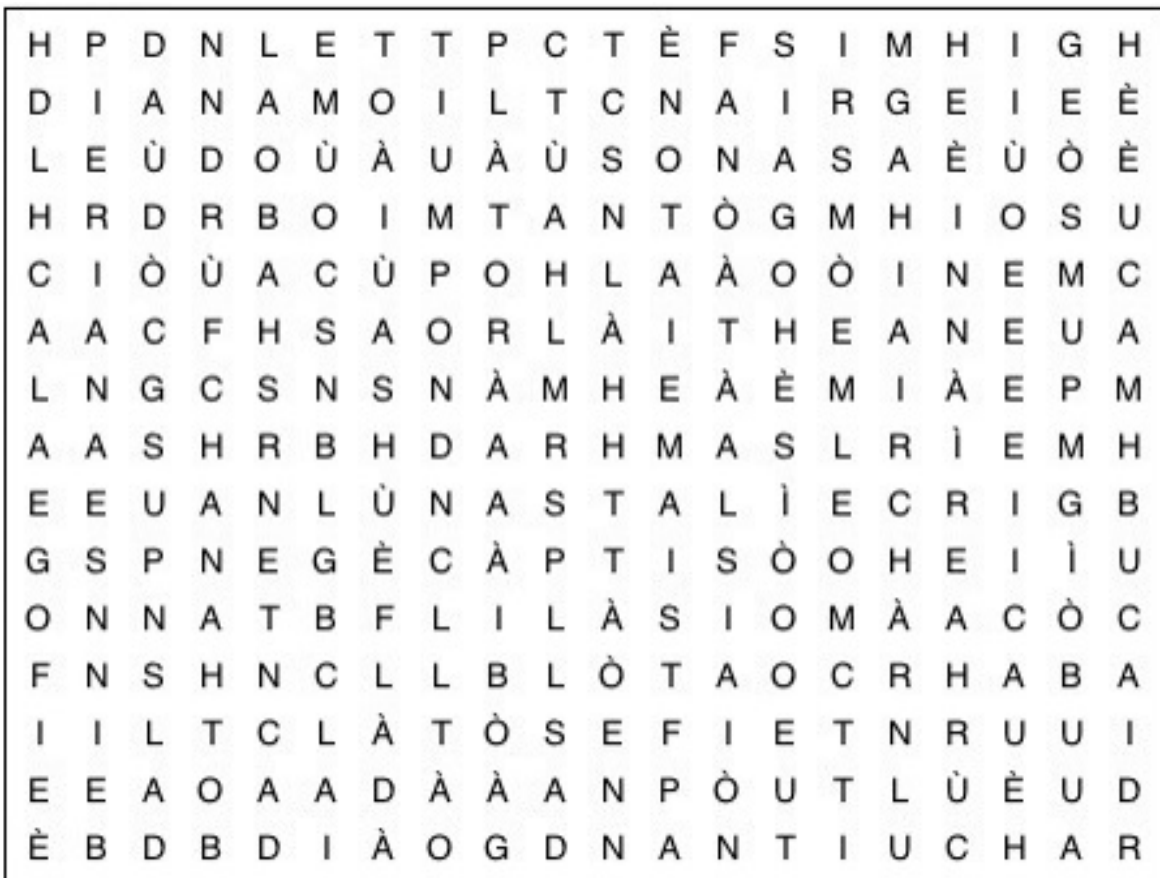 H P D N L E T T P C T È F S I M H I G H
D I A N A M O I L T C N A I R G E I E È
L E Ù D O Ù À U À Ù S O N A S A È Ù Ò È
H R D R B O I M T A N T Ò G M H I O S U
C I Ò Ù A C Ù P O H L A À O Ò I N E M C
A A C F H S A O R L À I T H E A N E U A
L N G C S N S N À M H E À È M I À E P M
A A S H R B H D A R H M A S L R Ì E M H
E E U A N L Ù N A S T A L Ì E C R I G B
G S P N E G È C À P T I S Ò O H E I Ì U
O N N A T B F L I L À S I O M À A C Ò C
F N S H N C L L B L Ò T A O C R H A B A
I I L T C L À T Ò S E F I E T N R U U I
E E A O A A D À À A N P Ò U T L Ù È U D
È B D B D I À O G D N A N T I U C H A R